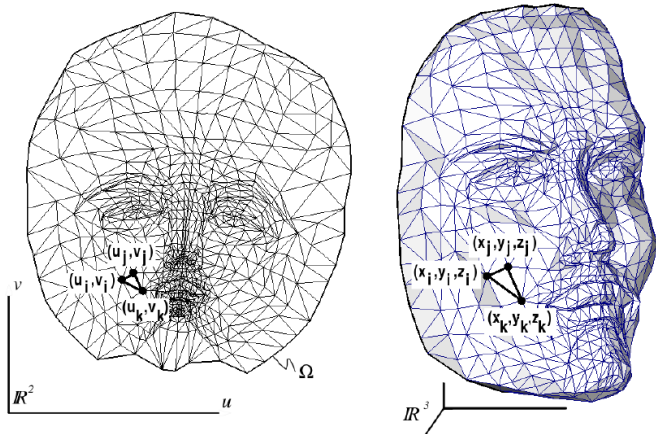 v
(u_j,v_j)
(u_i,v_i)
(u_k,v_k)
Ω
IR^2
u
(x_j,y_j,z_j)
(x_i,y_i,z_i)
(x_k,y_k,z_k)
IR^3